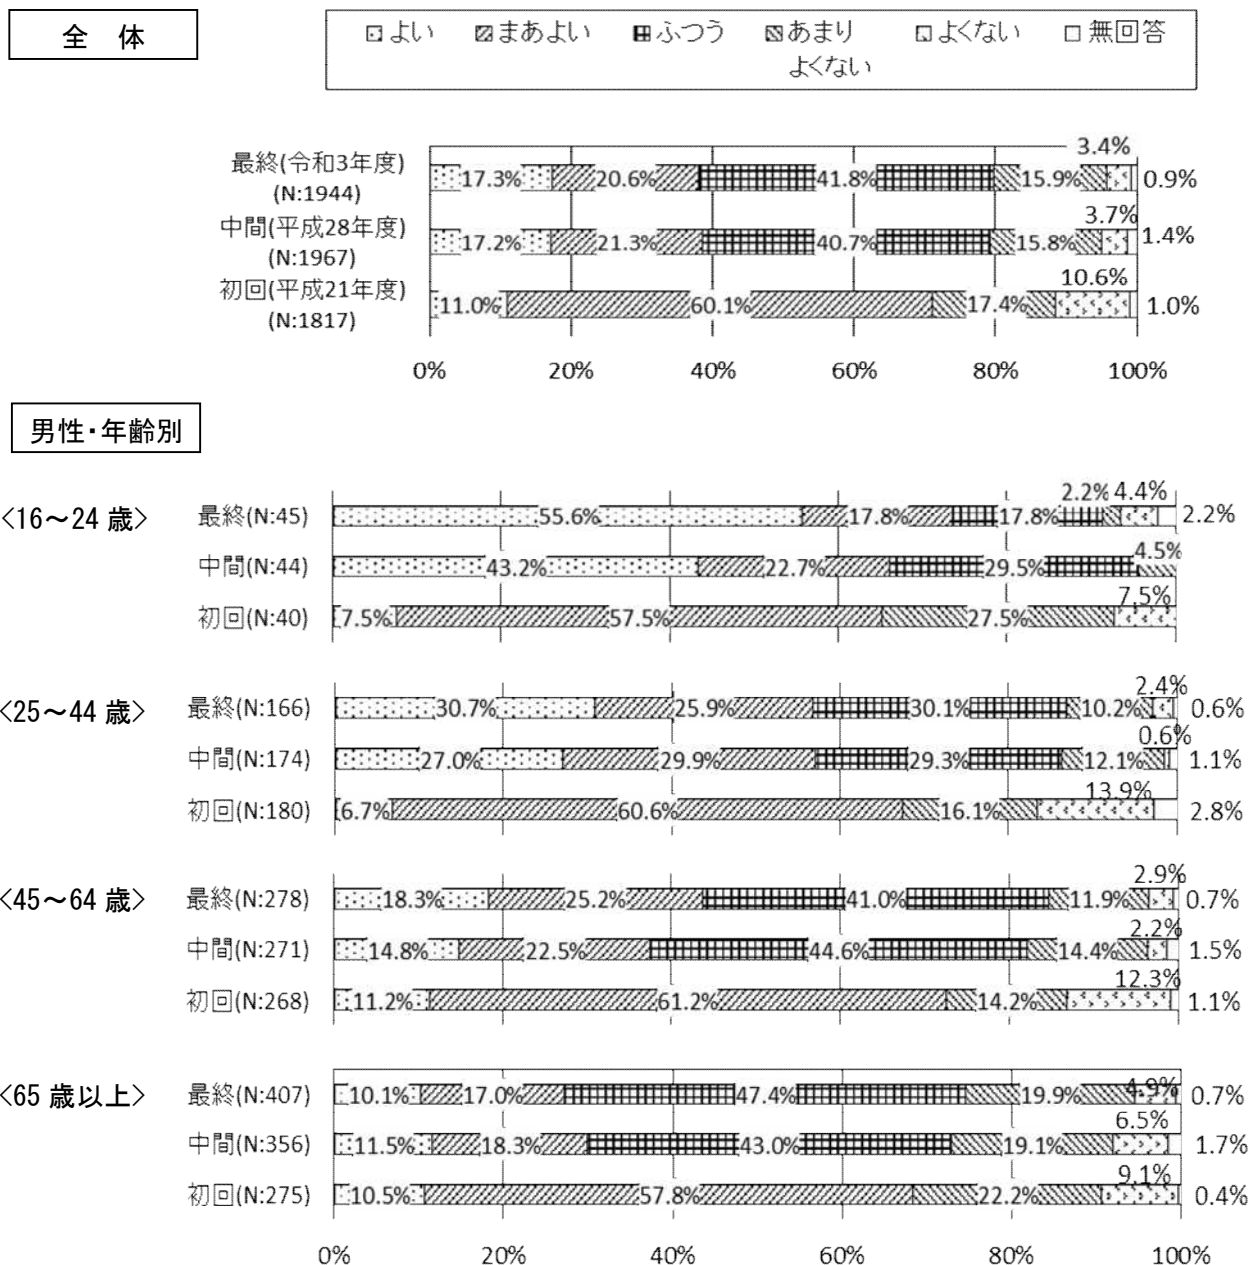 全 体
よい まあよい ふつう あまり よくない 無回答
よくない
3.4%
最終(令和3年度)
(N:1944)
17.3% 20.6% 41.8% 15.9% 0.9%
3.7%
中間(平成28年度)
(N:1967)
17.2% 21.3% 40.7% 15.8% 1.4%
10.6%
初回(平成21年度)
(N:1817)
11.0% 60.1% 17.4% 1.0%
0% 20% 40% 60% 80% 100%
男性・年齢別
2.2% 4.4%
<16～24 歳> 最終(N:45) 55.6% 17.8% 17.8% 2.2%
4.5%
中間(N:44) 43.2% 22.7% 29.5%
7.5%
初回(N:40) 7.5% 57.5% 27.5%
2.4%
<25～44 歳> 最終(N:166) 30.7% 25.9% 30.1% 10.2% 0.6%
0.6%
中間(N:174) 27.0% 29.9% 29.3% 12.1% 1.1%
13.9%
初回(N:180) 6.7% 60.6% 16.1% 2.8%
2.9%
<45～64 歳> 最終(N:278) 18.3% 25.2% 41.0% 11.9% 0.7%
2.2%
中間(N:271) 14.8% 22.5% 44.6% 14.4% 1.5%
12.3%
初回(N:268) 11.2% 61.2% 14.2% 1.1%
<65 歳以上> 最終(N:407) 10.1% 17.0% 47.4% 19.9% 4.9% 0.7%
6.5%
中間(N:356) 11.5% 18.3% 43.0% 19.1% 1.7%
9.1%
初回(N:275) 10.5% 57.8% 22.2% 0.4%
0% 20% 40% 60% 80% 100%